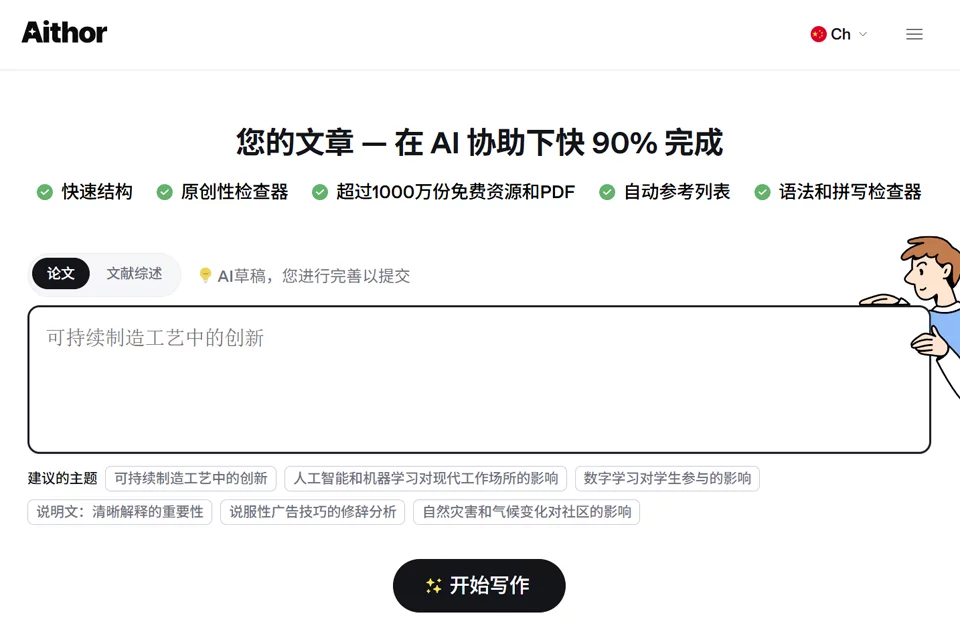 Aithor
Ch
您的文章 — 在 AI 协助下快 90% 完成
快速结构 原创性检查器 超过1000万份免费资源和PDF 自动参考列表 语法和拼写检查器
论文 文献综述 AI草稿，您进行完善以提交
可持续制造工艺中的创新
建议的主题 可持续制造工艺中的创新 人工智能和机器学习对现代工作场所的影响 数字学习对学生参与的影响
说明文：清晰解释的重要性 说服性广告技巧的修辞分析 自然灾害和气候变化对社区的影响
开始写作